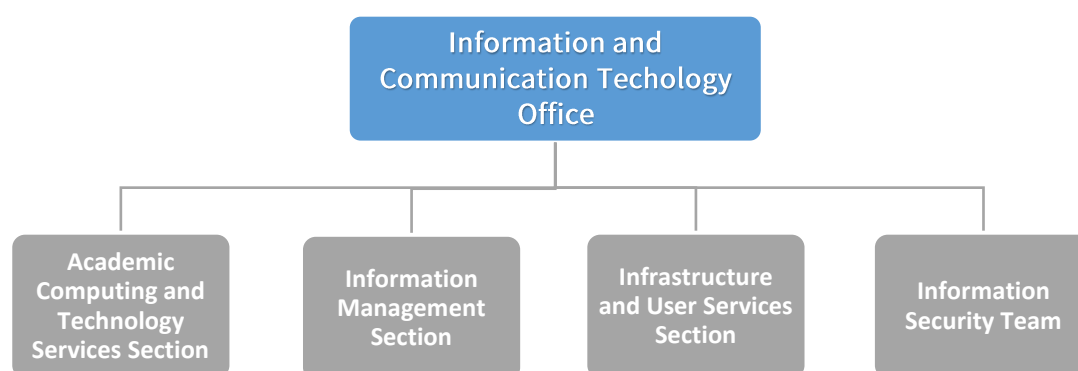 Information and
Communication Techology
Office
Academic
Computing and
Technology
Services Section
Information
Management
Section
Infrastructure
and User Services
Section
Information
Security Team